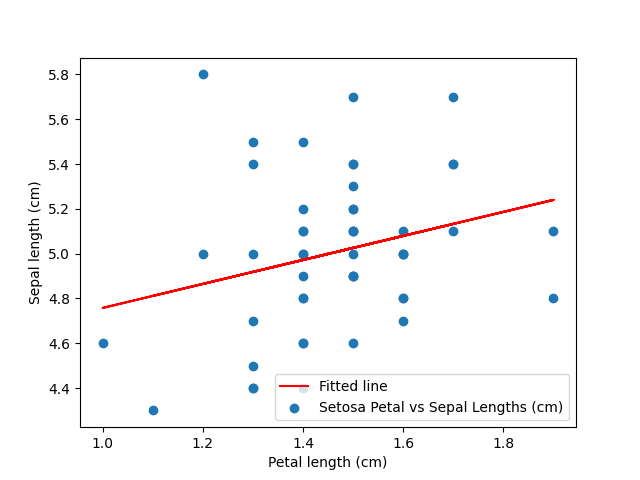 5.8
5.6
5.4
5.2
5.0
4.8
4.6
4.4
Sepal length (cm)
Fitted line
Setosa Petal vs Sepal Lengths (cm)
1.0 1.2 1.4 1.6 1.8
Petal length (cm)